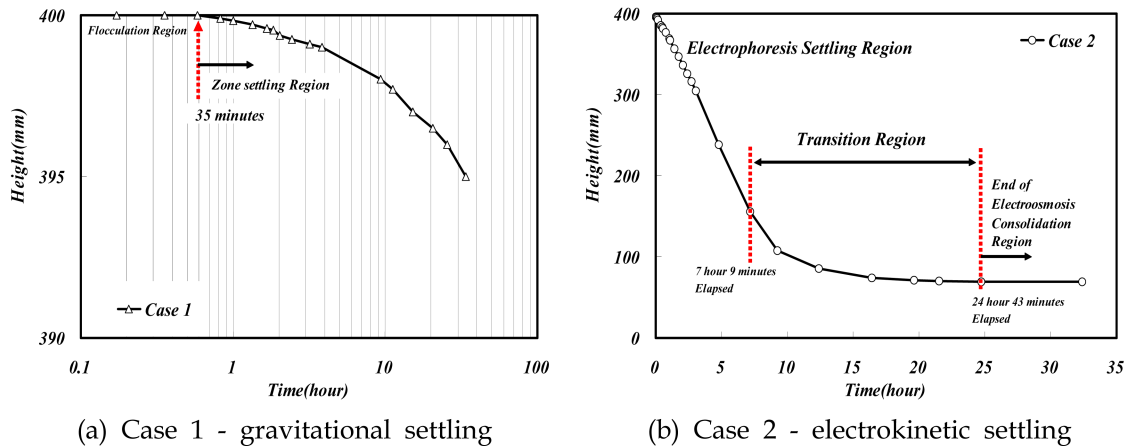 400
395
390
Height(mm)
Flocculation Region
Zone settling Region
35 minutes
Case 1
0.1
1
10
100
Time(hour)
(a) Case 1 - gravitational settling
400
300
200
100
0
Height(mm)
Electrophoresis Settling Region
Case 2
Transition Region
End of
Electroosmosis
Consolidation
Region
7 hour 9 minutes
Elapsed
24 hour 43 minutes
Elapsed
0
5
10
15
20
25
30
35
Time(hour)
(b) Case 2 - electrokinetic settling